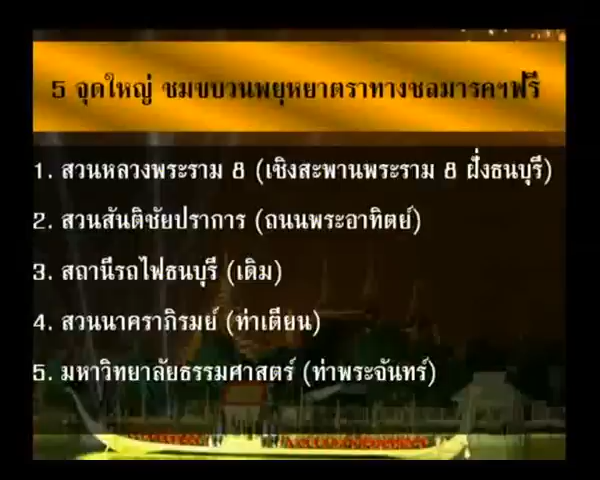 5 จุดใหญ่ ชมขบวนพยุหยาตราทางชลมารคฯฟรี
1. สวนหลวงพระราม 8 (เชิงสะพานพระราม 8 ฝั่งธนบุรี)
2. สวนสันติชัยปราการ (ถนนพระอาทิตย์)
3. สถานีรถไฟธนบุรี (เดิม)
4. สวนนาคราภิรมย์ (ท่าเตียน)
5. มหาวิทยาลัยธรรมศาสตร์ (ท่าพระจันทร์)